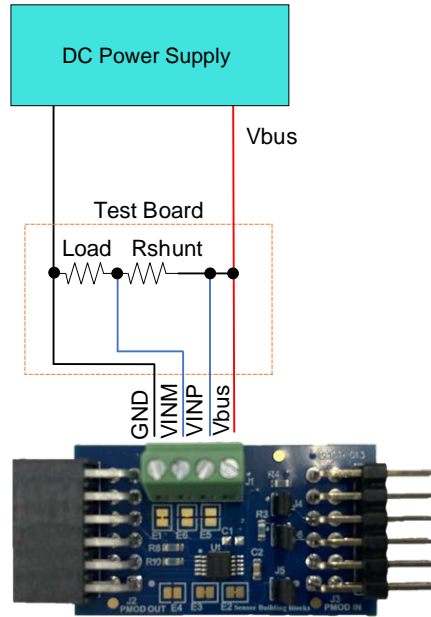 DC Power Supply
Vbus
Test Board
Load Rshunt
GND
VINM
VINP
Vbus
J1
R4
J4
E1 E6 E5
R3
C1
R8
U1
R10
C2
J5
J2
PMOD OUT
E4 E3 E2
Sensor Building Blocks
J3
PMOD IN